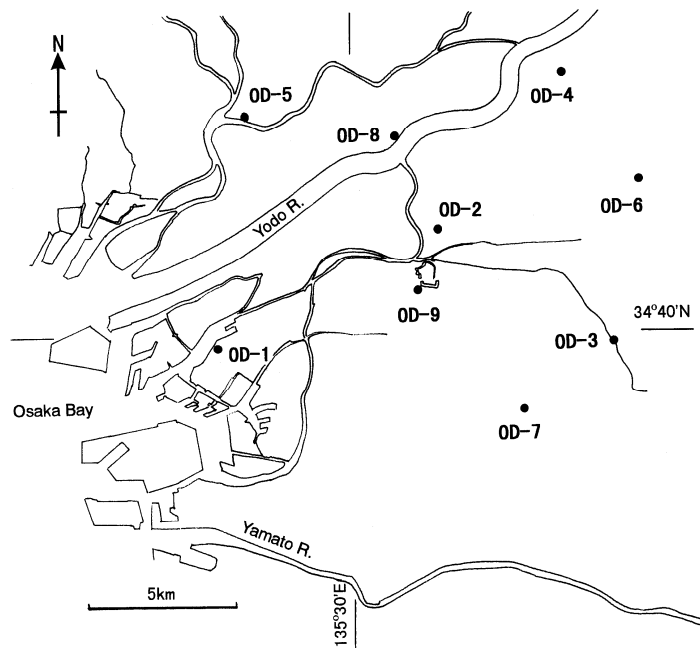 N
OD-5
OD-4
OD-8
OD-6
Yodo R.
OD-2
OD-9
34°40'N
OD-3
OD-1
Osaka Bay
OD-7
Yamato R.
5km
135°30'E